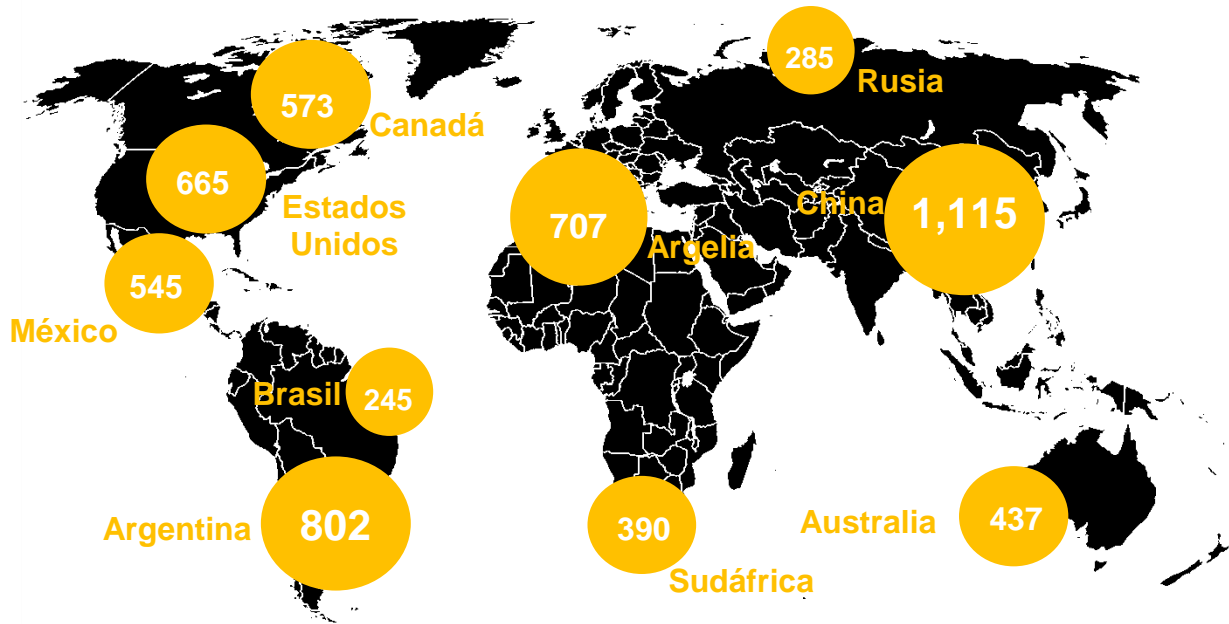 285
Rusia
573
Canadá
665
Estados
Unidos
707
Argelia
China
1,115
545
México
Brasil
245
Argentina
802
390
Sudáfrica
Australia
437